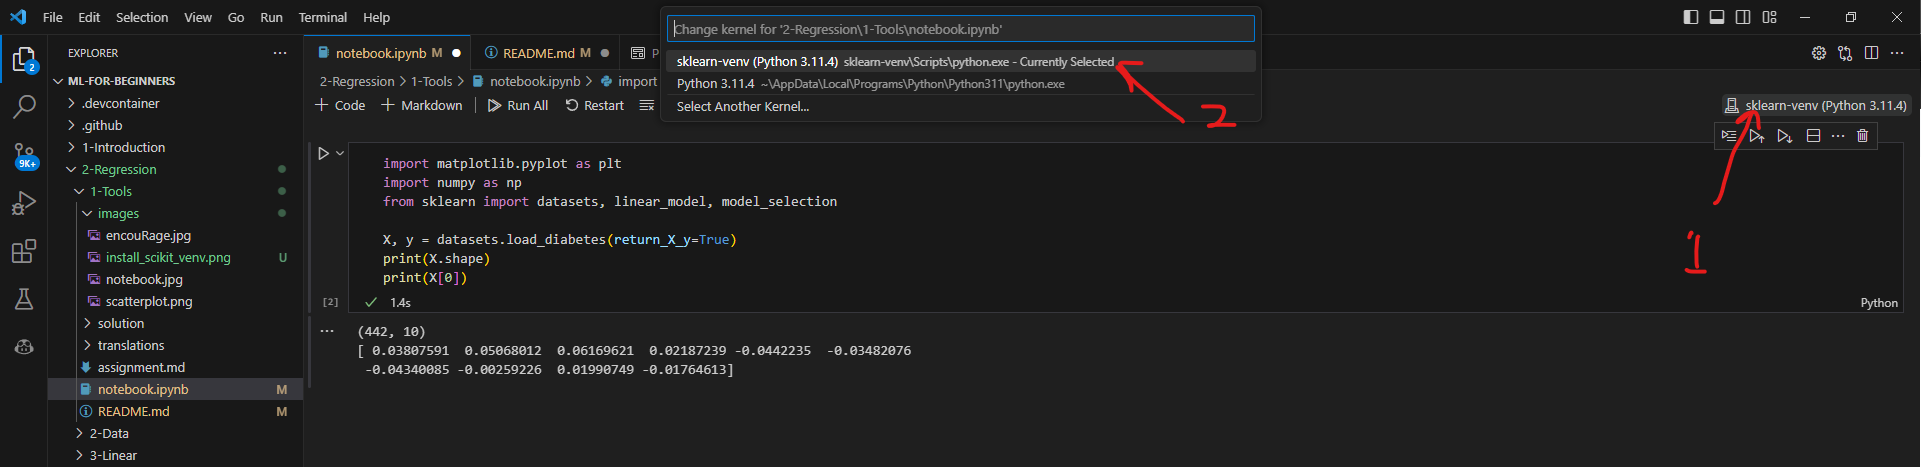 File Edit Selection View Go Run Terminal Help
Change kernel for '2-Regression\1-Tools\notebook.ipynb'
sklearn-venv (Python 3.11.4) sklearn-venv\Scripts\python.exe - Currently Selected
Python 3.11.4 ~\AppData\Local\Programs\Python\Python311\python.exe
Select Another Kernel...
2
EXPLORER
ML-FOR-BEGINNERS
.devcontainer
.github
1-Introduction
2-Regression
1-Tools
images
encouRage.jpg
install_scikit_venv.png U
notebook.jpg
scatterplot.png
solution
translations
assignment.md
notebook.ipynb M
README.md M
2-Data
3-Linear
2
9K+
notebook.ipynb M
README.md M
P
2-Regression > 1-Tools > notebook.ipynb > import
+ Code + Markdown Run All Restart
sklearn-venv (Python 3.11.4)
1
import matplotlib.pyplot as plt
import numpy as np
from sklearn import datasets, linear_model, model_selection
X, y = datasets.load_diabetes(return_X_y=True)
print(X.shape)
print(X[0])
[2] 1.4s
Python
(442, 10)
[ 0.03807591 0.05068012 0.06169621 0.02187239 -0.0442235 -0.03482076
-0.04340085 -0.00259226 0.01990749 -0.01764613]